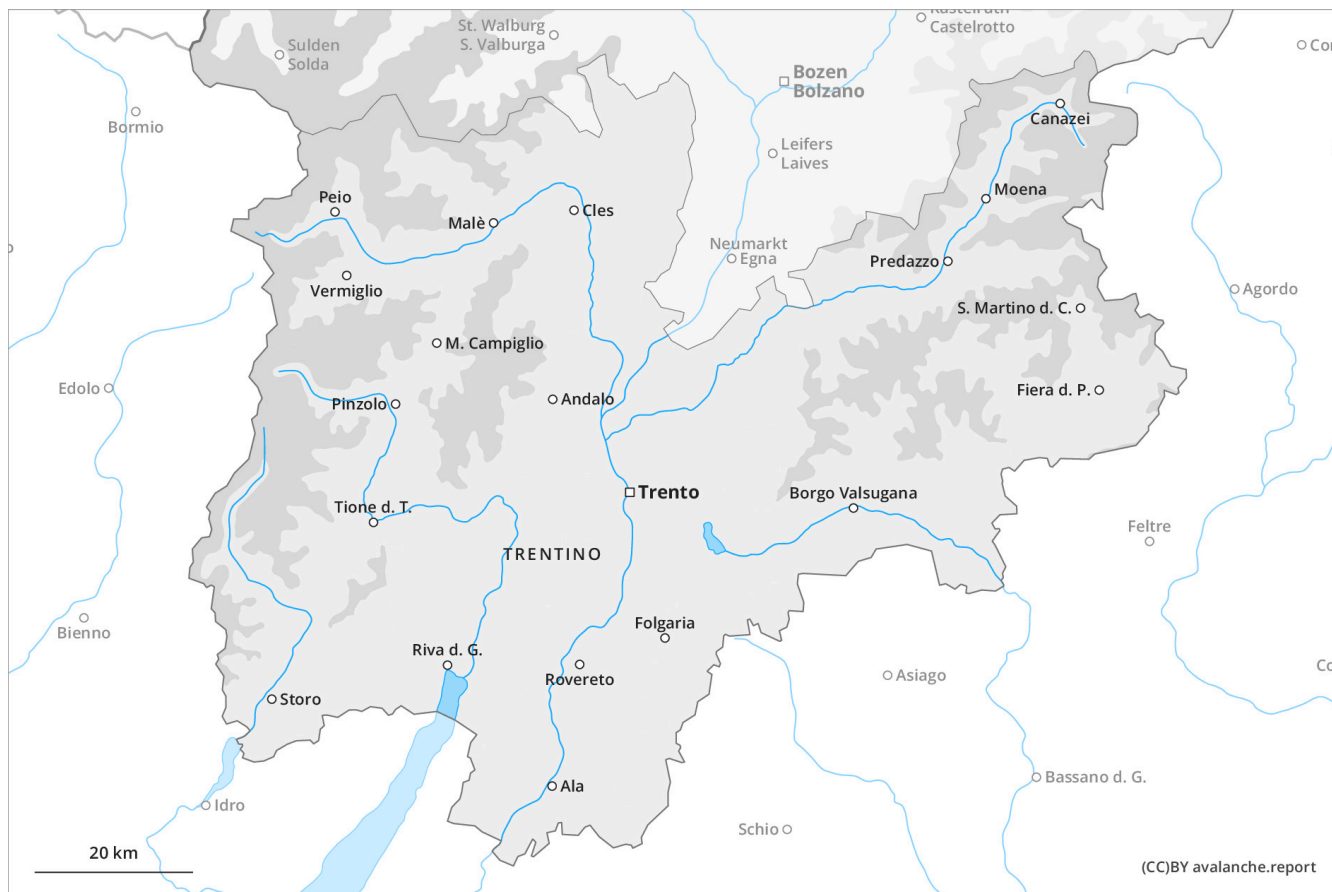 St. Walburg
S. Valburga
Castelrotto
Sulden
Solda
Bozen
Bolzano
Bormio
Canazei
Leifers
Laives
Moena
Peio
Malè
Cles
Neumarkt
Egna
Predazzo
Vermiglio
Agordo
S. Martino d. C.
M. Campiglio
Edolo
Fiera d. P.
Pinzolo
Andalo
Trento
Borgo Valsugana
Tione d. T.
Feltre
TRENTINO
Bienno
Folgaria
Riva d. G.
Rovereto
Asiago
Storo
Bassano d. G.
Ala
Idro
Schio
20 km
(CC)BY avalanche.report